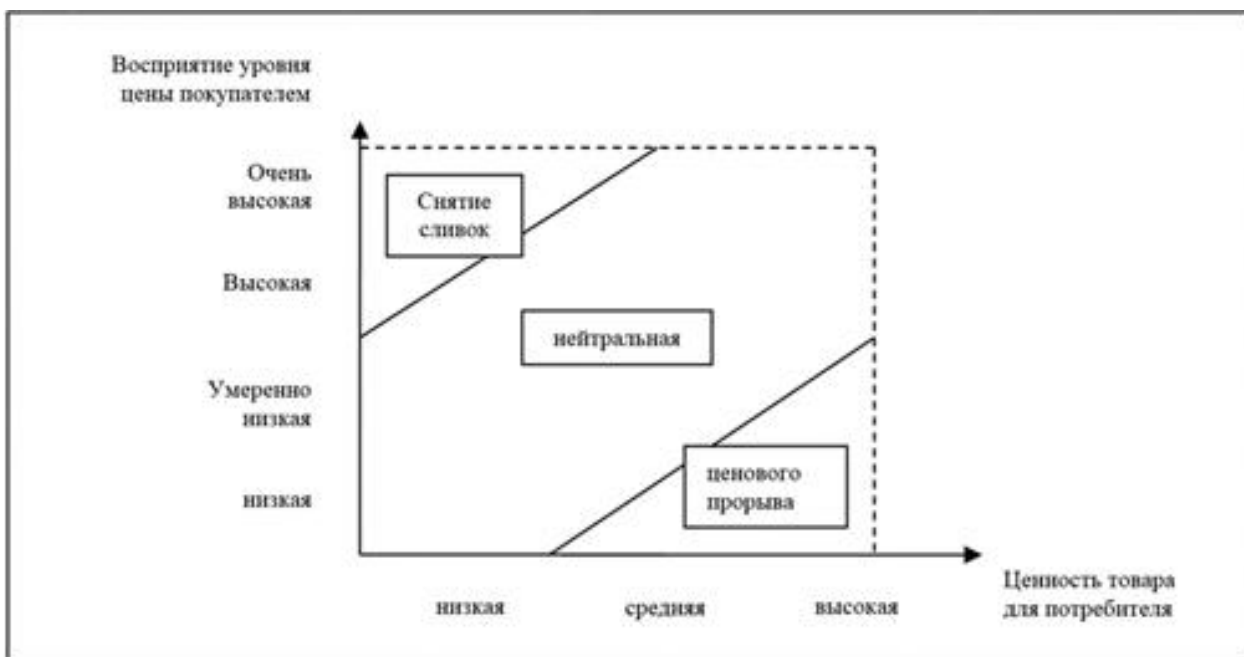 Восприятие уровня
цены покупателем
Очень
высокая
Снятие
сливок
Высокая
нейтральная
Умеренно
низкая
ценового
прорыва
низкая
Ценность товара
для потребителя
низкая
средняя
высокая